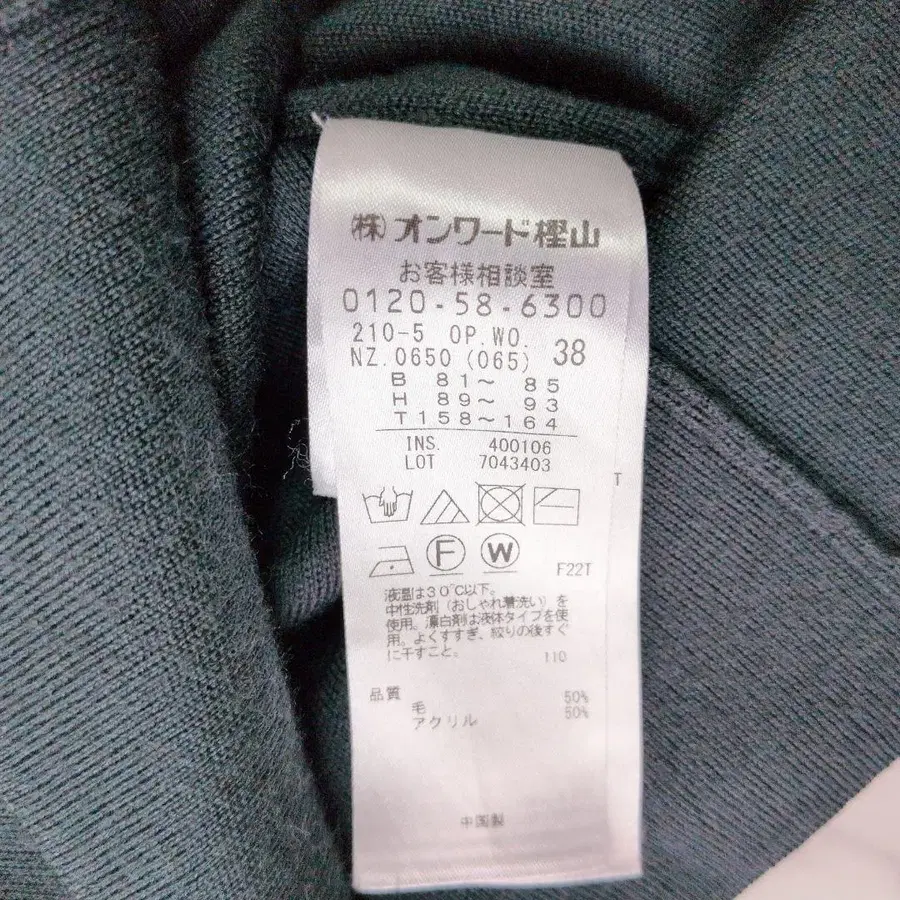 ㈱オンワード樫山
お客様相談室
0120-58-6300
210-5 OP.WO.
NZ.0650 (065) 38
B 81~ 85
H 89~ 93
T158~164
INS. 400106
LOT 7043403
T
F W F22T
液温は30℃以下。
中性洗剤(おしゃれ着洗い)を
使用。漂白剤は液体タイプを使
用。よくすすぎ、絞りの後すぐ
に干すこと。 110
品質
毛 50%
アクリル 50%
中国製